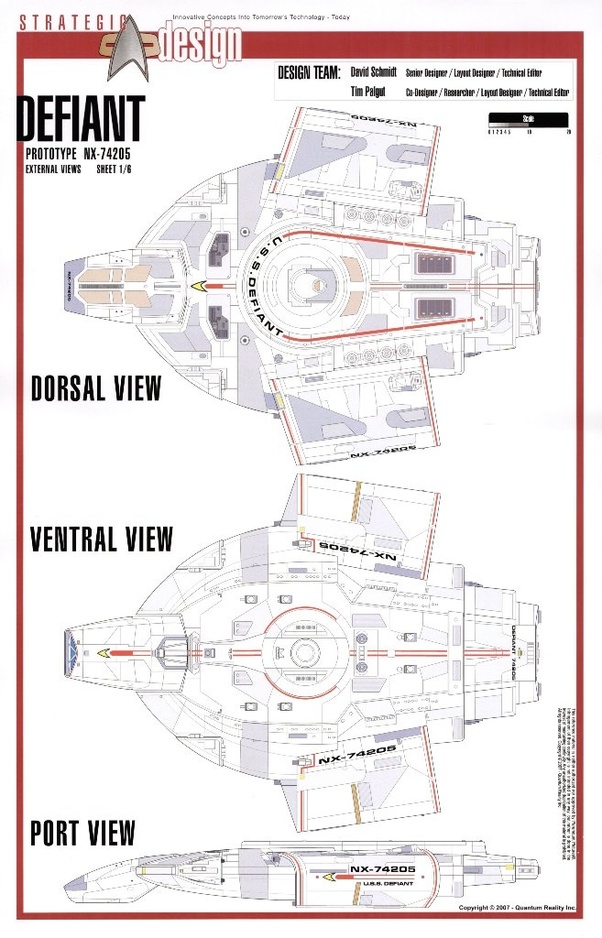 Innovative Concepts Into Tomorrow's Technology - Today
STRATEGIC
design
DESIGN TEAM: David Schmidt Senior Designer / Layout Designer / Technical Editor
Tim Palgut Co-Designer / Researcher / Layout Designer / Technical Editor
DEFIANT
PROTOTYPE NX-74205
EXTERNAL VIEWS SHEET 1/6
Scale
0 1 2 3 4 5 10 20
NX-74205
NX-74205
U.S.S. DEFIANT
DORSAL VIEW
NX-74205
VENTRAL VIEW
NX-74205
DEFIANT 74205
NX-74205
PORT VIEW
NX-74205
U.S.S. DEFIANT
Copyright © 2007 - Quantum Reality Inc.